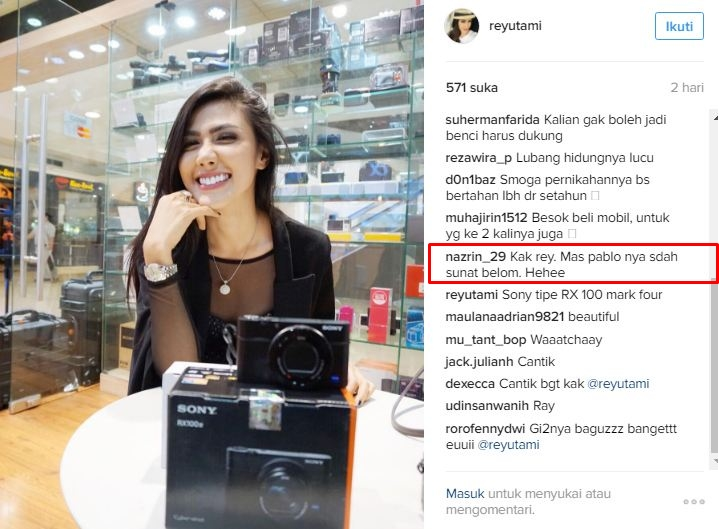 reyutami
Ikuti
571 suka
2 hari
suhermanfarida Kalian gak boleh jadi
benci harus dukung
rezawira_p Lubang hidungnya lucu
d0n1baz Smoga pernikahannya bs
bertahan lbh dr setahun
muhajirin1512 Besok beli mobil, untuk
yg ke 2 kalinya juga
nazrin_29 Kak rey. Mas pablo nya sdah
sunat belom. Hehee
reyutami Sony tipe RX 100 mark four
maulanaadrian9821 beautiful
mu_tant_bop Waaatchaay
jack.julianh Cantik
dexecca Cantik bgt kak @reyutami
udinsanwanih Ray
rorofennydwi Gi2nya baguzzz bangettt
euuii @reyutami
Masuk untuk menyukai atau
mengomentari.
SONY
SONY
RX100
SONY